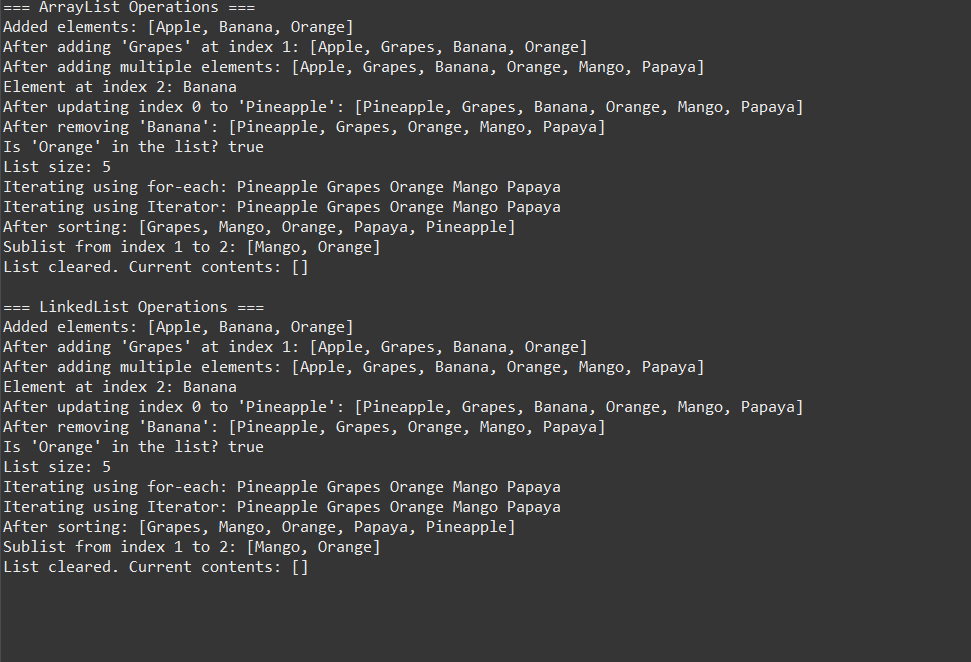 === ArrayList Operations ===
Added elements: [Apple, Banana, Orange]
After adding 'Grapes' at index 1: [Apple, Grapes, Banana, Orange]
After adding multiple elements: [Apple, Grapes, Banana, Orange, Mango, Papaya]
Element at index 2: Banana
After updating index 0 to 'Pineapple': [Pineapple, Grapes, Banana, Orange, Mango, Papaya]
After removing 'Banana': [Pineapple, Grapes, Orange, Mango, Papaya]
Is 'Orange' in the list? true
List size: 5
Iterating using for-each: Pineapple Grapes Orange Mango Papaya
Iterating using Iterator: Pineapple Grapes Orange Mango Papaya
After sorting: [Grapes, Mango, Orange, Papaya, Pineapple]
Sublist from index 1 to 2: [Mango, Orange]
List cleared. Current contents: []

=== LinkedList Operations ===
Added elements: [Apple, Banana, Orange]
After adding 'Grapes' at index 1: [Apple, Grapes, Banana, Orange]
After adding multiple elements: [Apple, Grapes, Banana, Orange, Mango, Papaya]
Element at index 2: Banana
After updating index 0 to 'Pineapple': [Pineapple, Grapes, Banana, Orange, Mango, Papaya]
After removing 'Banana': [Pineapple, Grapes, Orange, Mango, Papaya]
Is 'Orange' in the list? true
List size: 5
Iterating using for-each: Pineapple Grapes Orange Mango Papaya
Iterating using Iterator: Pineapple Grapes Orange Mango Papaya
After sorting: [Grapes, Mango, Orange, Papaya, Pineapple]
Sublist from index 1 to 2: [Mango, Orange]
List cleared. Current contents: []